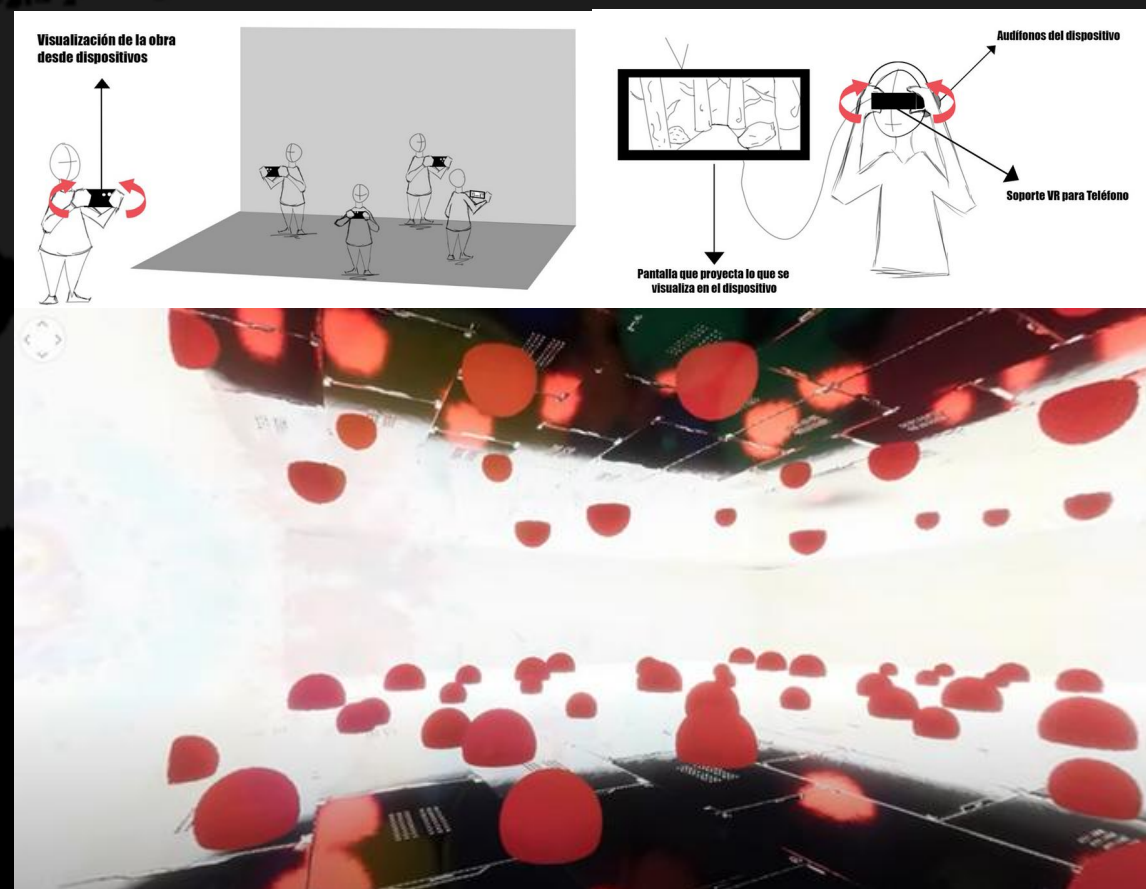 Visualización de la obra
desde dispositivos
Audífonos del dispositivo
Soporte VR para Teléfono
Pantalla que proyecta lo que se
visualiza en el dispositivo